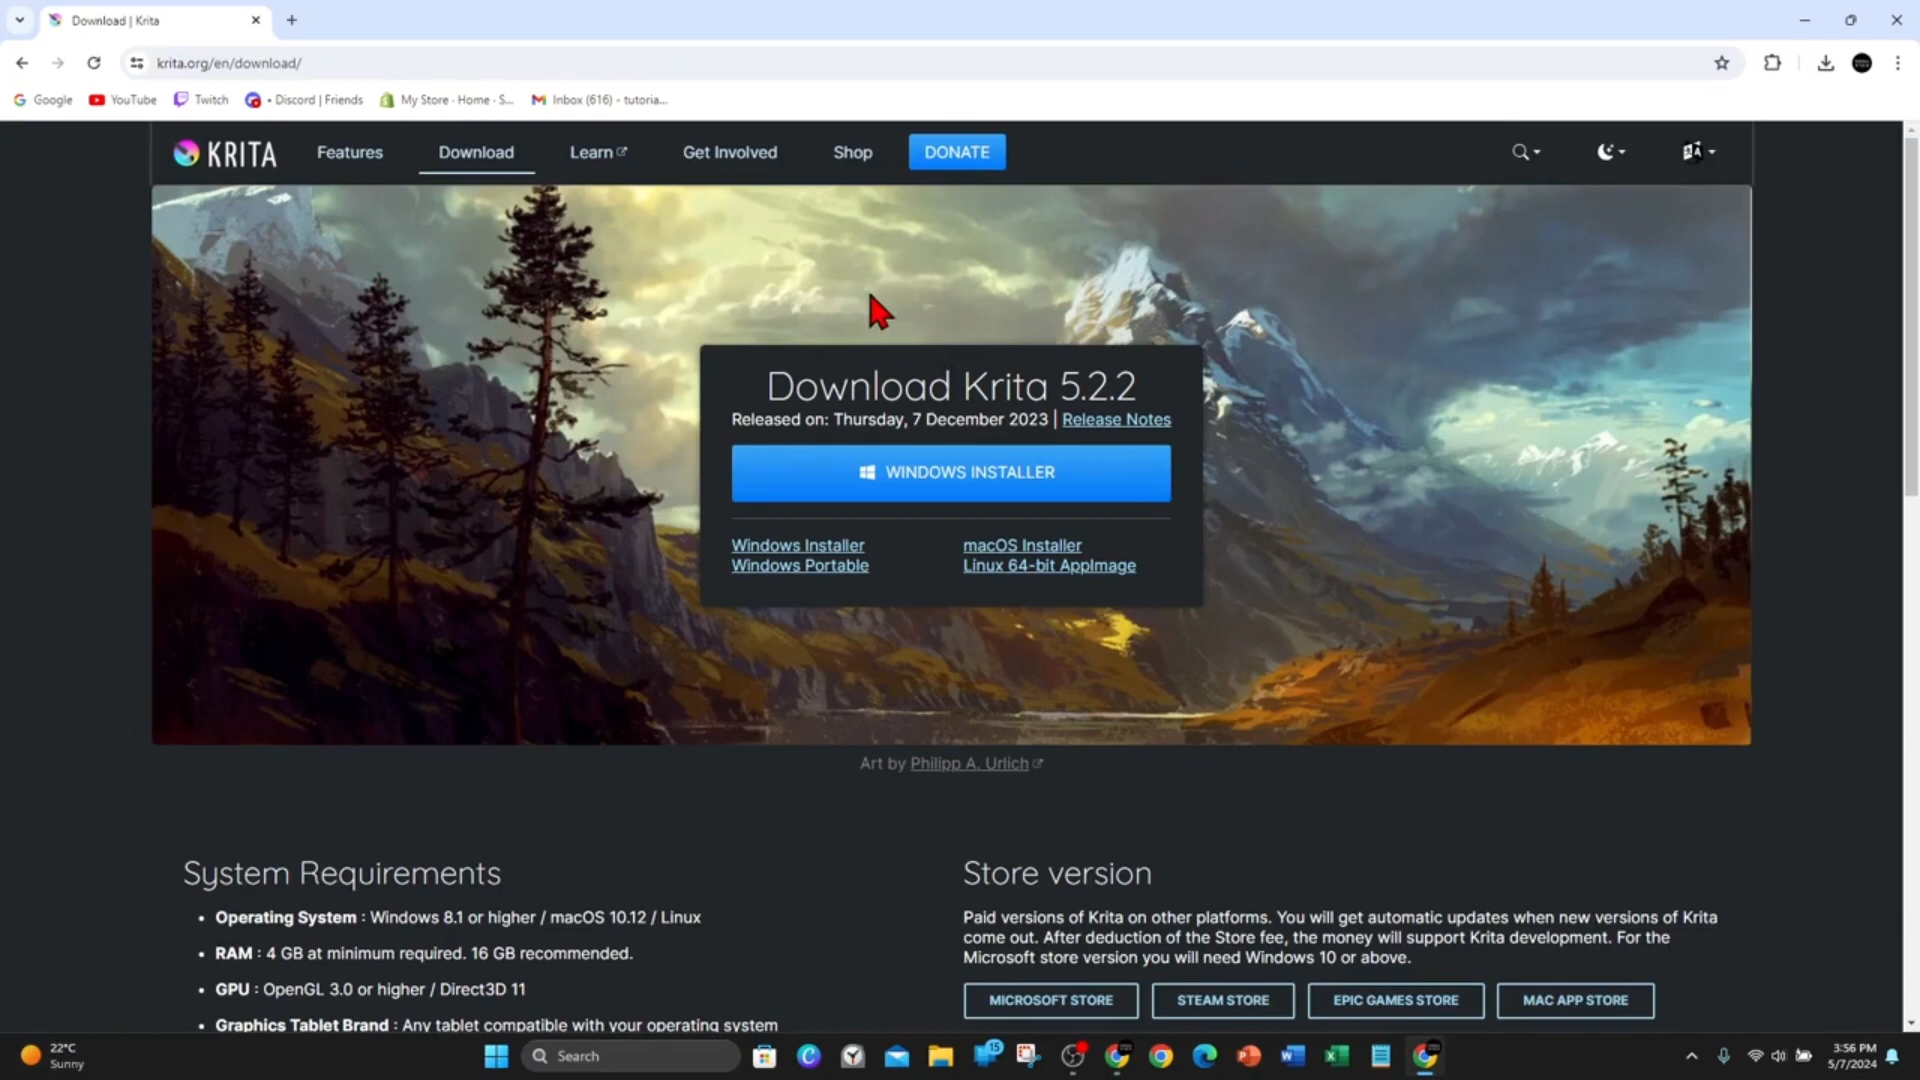 Download | Krita
krita.org/en/download/
Google YouTube Twitch • Discord | Friends My Store · Home · S... Inbox (616) - tutoria...
KRITA Features Download Learn Get Involved Shop DONATE
Download Krita 5.2.2
Released on: Thursday, 7 December 2023 | Release Notes
WINDOWS INSTALLER
Windows Installer macOS Installer
Windows Portable Linux 64-bit AppImage
Art by Philipp A. Urlich
System Requirements
• Operating System : Windows 8.1 or higher / macOS 10.12 / Linux
• RAM : 4 GB at minimum required. 16 GB recommended.
• GPU : OpenGL 3.0 or higher / Direct3D 11
• Graphics Tablet Brand : Any tablet compatible with your operating system
Store version
Paid versions of Krita on other platforms. You will get automatic updates when new versions of Krita
come out. After deduction of the Store fee, the money will support Krita development. For the
Microsoft store version you will need Windows 10 or above.
MICROSOFT STORE STEAM STORE EPIC GAMES STORE MAC APP STORE
22°C
Sunny
Search
15
3:56 PM
5/7/2024